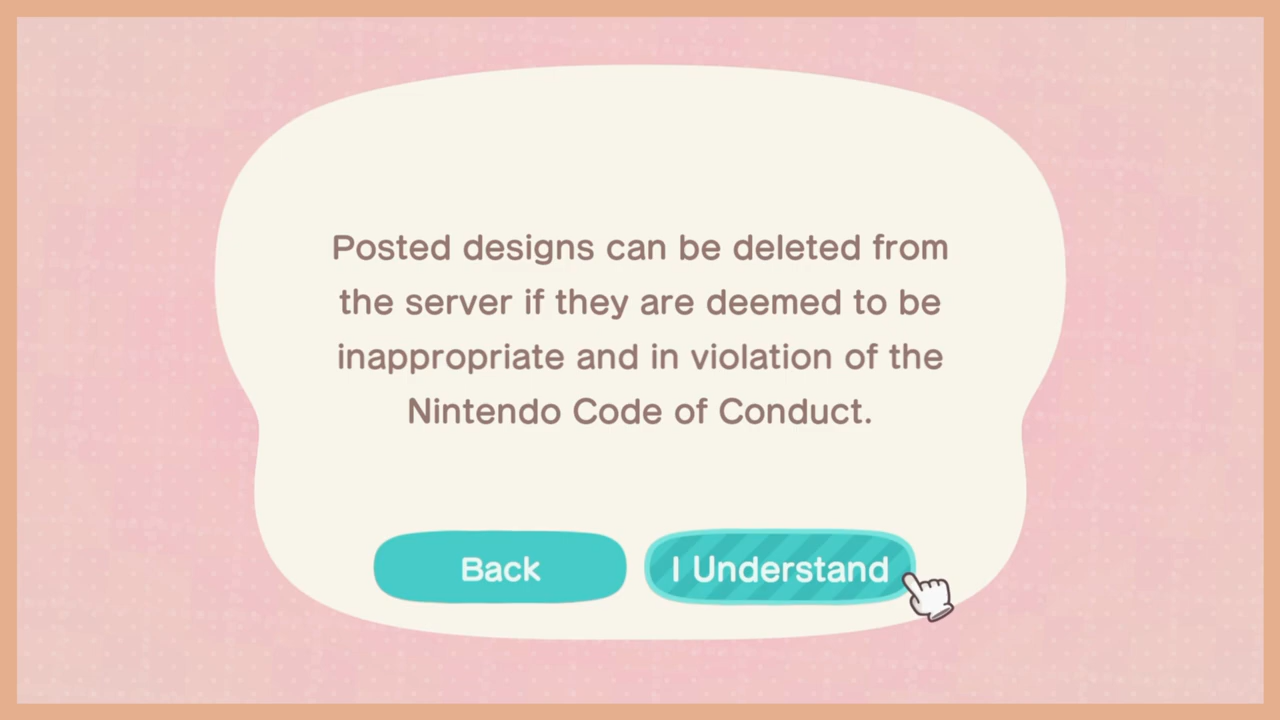 Posted designs can be deleted from
the server if they are deemed to be
inappropriate and in violation of the
Nintendo Code of Conduct.
Back
I Understand